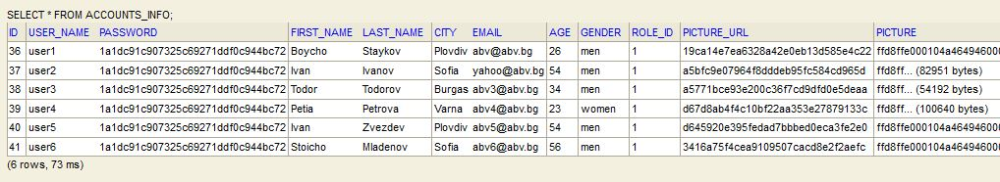 SELECT * FROM ACCOUNTS_INFO;
ID USER_NAME PASSWORD FIRST_NAME LAST_NAME CITY EMAIL AGE GENDER ROLE_ID PICTURE_URL PICTURE
36 user1 1a1dc91c907325c69271ddf0c944bc72 Boycho Staykov Plovdiv abv@abv.bg 26 men 1 19ca14e7ea6328a42e0eb13d585e4c22 ffd8ffe000104a46494600
37 user2 1a1dc91c907325c69271ddf0c944bc72 Ivan Ivanov Sofia yahoo@abv.bg 54 men 1 a5bfc9e07964f8dddeb95fc584cd965d ffd8ff... (82951 bytes)
38 user3 1a1dc91c907325c69271ddf0c944bc72 Todor Todorov Burgas abv3@abv.bg 34 men 1 a5771bce93e200c36f7cd9dfd0e5deaa ffd8ff... (54192 bytes)
39 user4 1a1dc91c907325c69271ddf0c944bc72 Petia Petrova Varna abv4@abv.bg 23 women 1 d67d8ab4f4c10bf22aa353e27879133c ffd8ff... (100640 bytes)
40 user5 1a1dc91c907325c69271ddf0c944bc72 Ivan Zvezdev Plovdiv abv5@abv.bg 54 men 1 d645920e395fedad7bbbed0eca3fe2e0 ffd8ffe000104a46494600
41 user6 1a1dc91c907325c69271ddf0c944bc72 Stoicho Mladenov Sofia abv6@abv.bg 56 men 1 3416a75f4cea9109507cacd8e2f2aefc ffd8ffe000104a46494600
(6 rows, 73 ms)